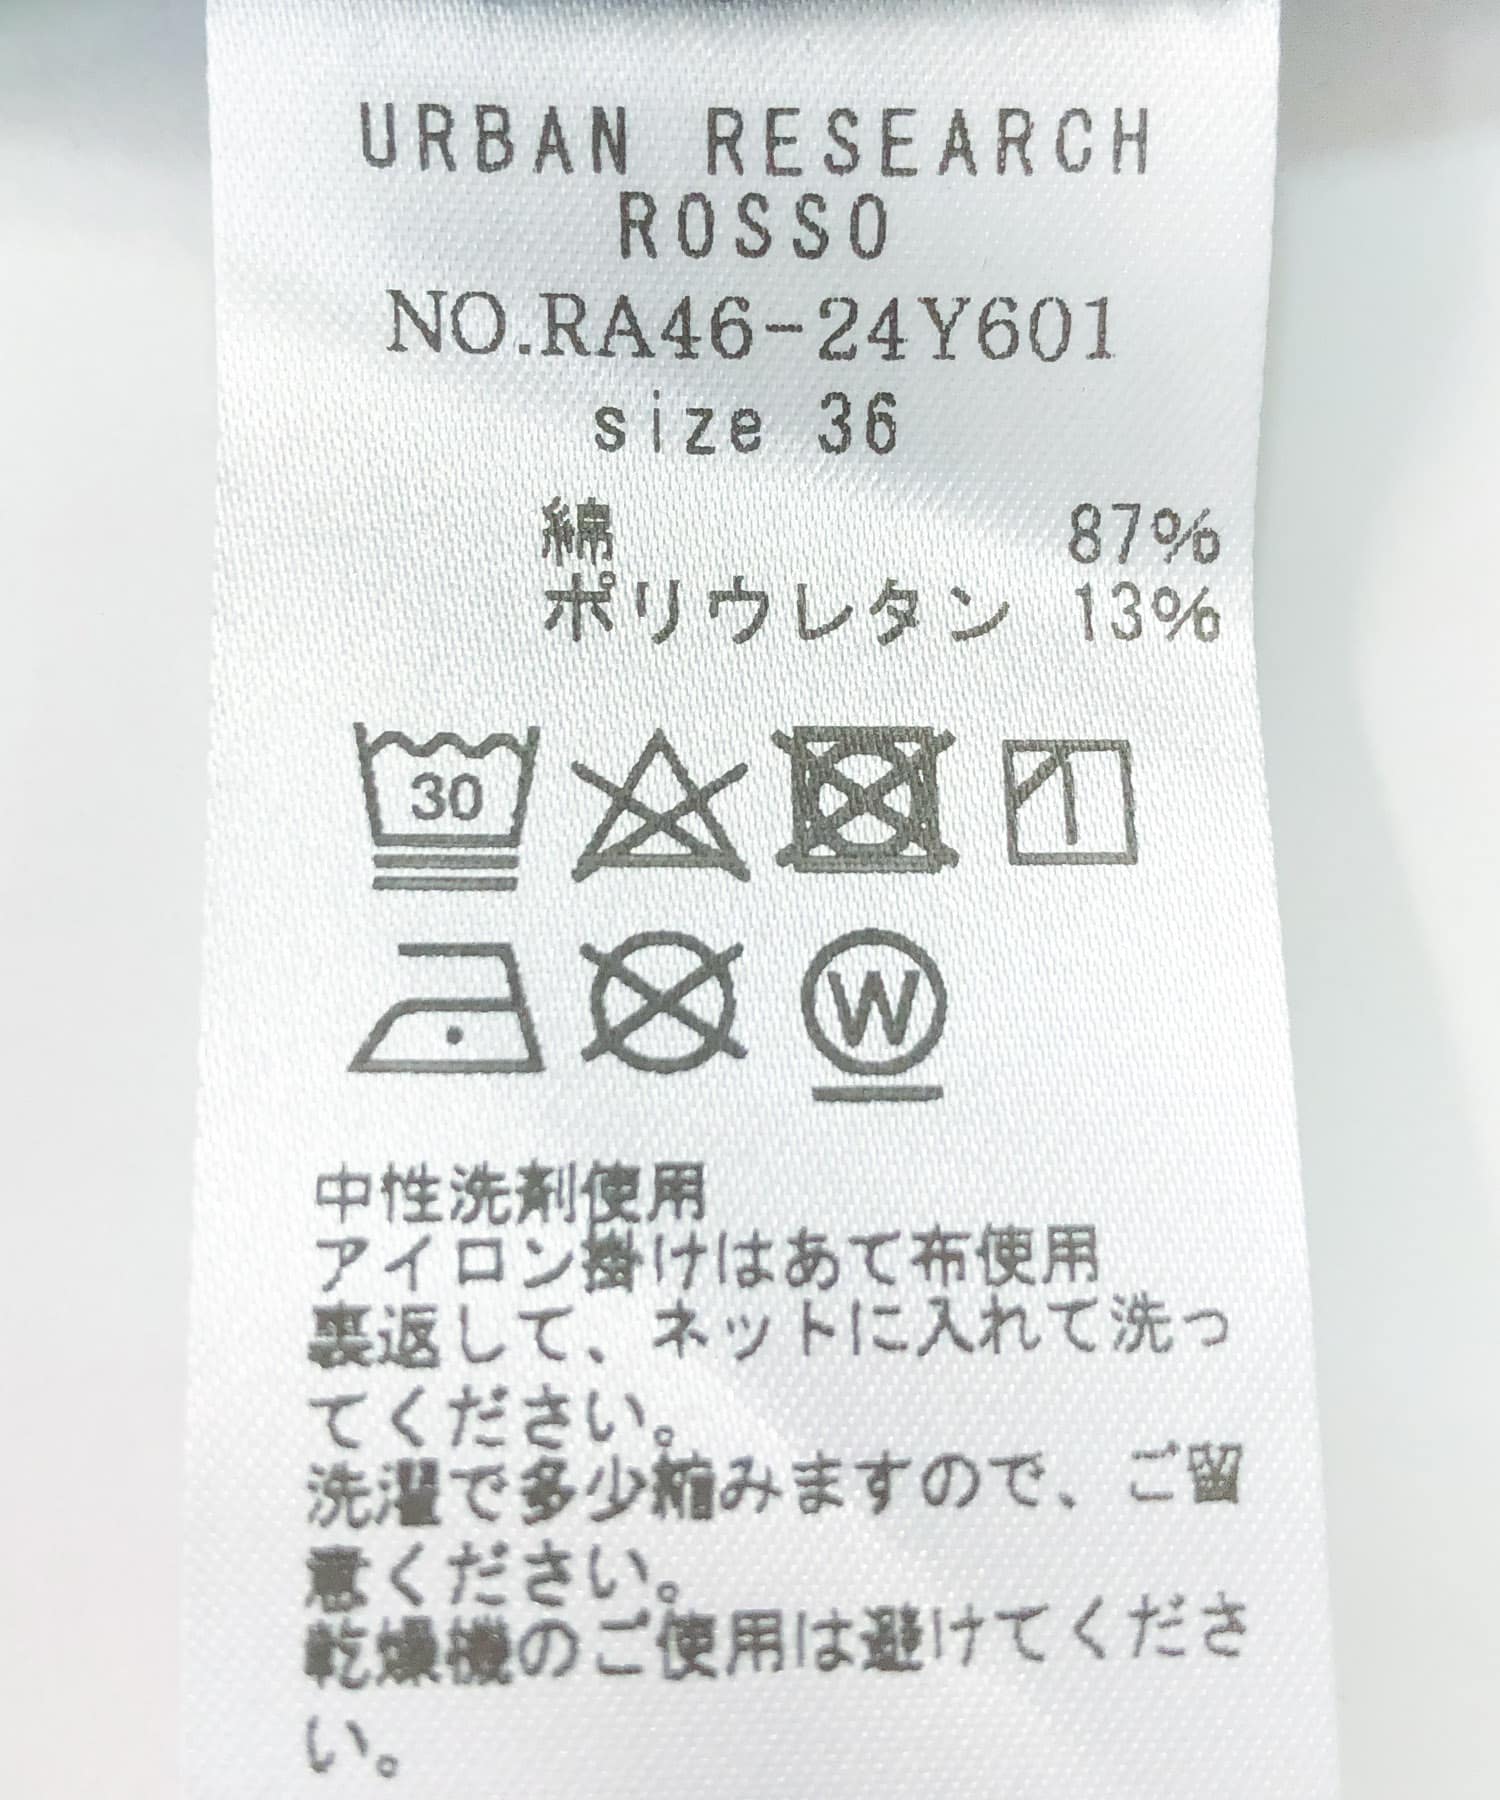 URBAN RESEARCH
ROSSO
NO.RA46-24Y601
size 36
綿 87%
ポリウレタン 13%
30
W
中性洗剤使用
アイロン掛けはあて布使用
裏返して、ネットに入れて洗っ
てください。
洗濯で多少縮みますので、ご留
意ください。
乾燥機のご使用は避けてくださ
い。